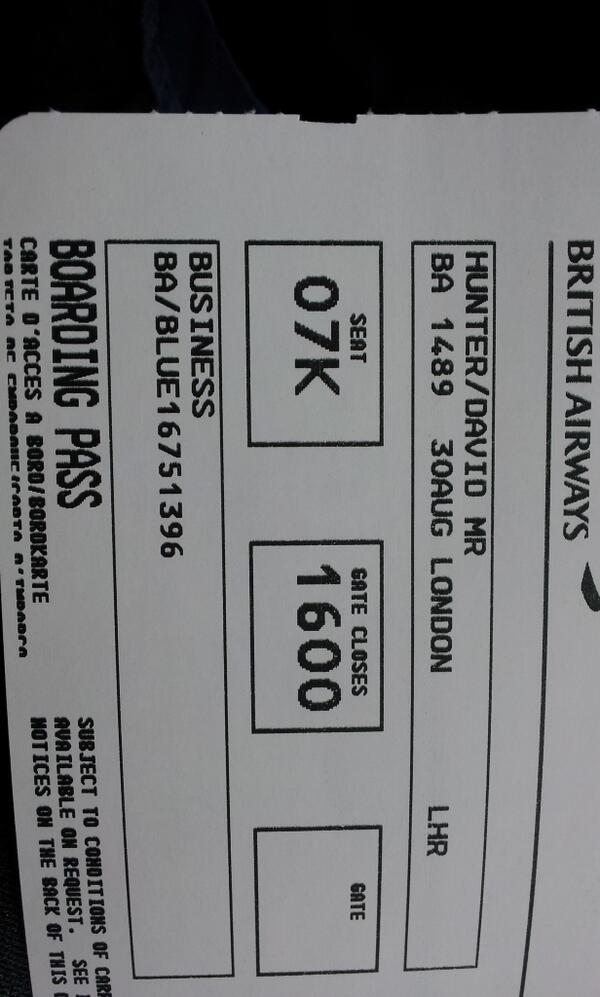 BRITISH AIRWAYS
HUNTER/DAVID MR
BA 1489 30AUG LONDON LHR
SEAT
07K
GATE CLOSES
1600
GATE
BUSINESS
BA/BLUE16751396
BOARDING PASS
CARTE D'ACCES A BORD/BORDKARTE
SUBJECT TO CONDITIONS OF
AVAILABLE ON REQUEST. SEE
NOTICES ON THE BACK OF THIS